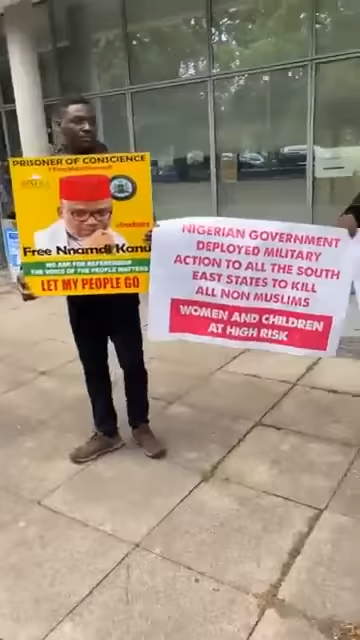 PRISONER OF CONSCIENCE
Free Nnamdi Kanu
WE ASK FOR REFERENDUM
THE VOICE OF THE PEOPLE MATTERS
LET MY PEOPLE GO
NIGERIAN GOVERNMENT
DEPLOYED MILITARY
ACTION TO ALL THE SOUTH
EAST STATES TO KILL
ALL NON MUSLIMS
WOMEN AND CHILDREN
AT HIGH RISK